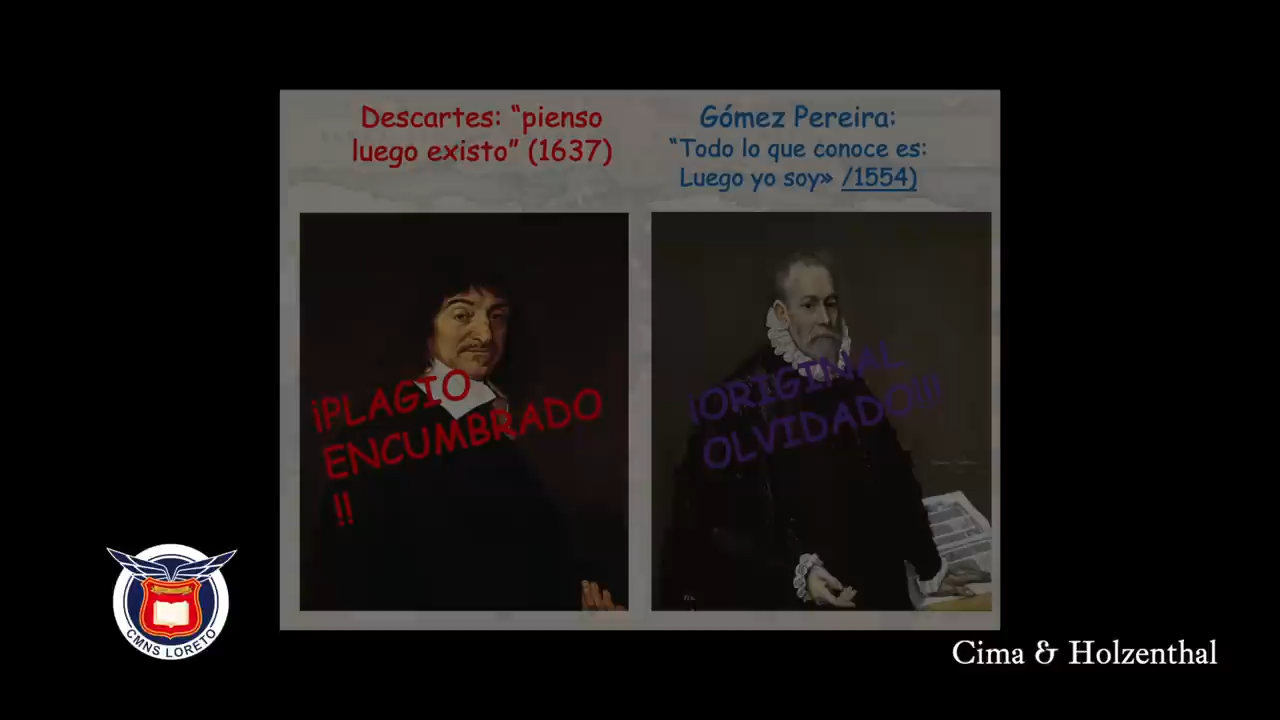 Descartes: “pienso
luego existo” (1637)
Gómez Pereira:
“Todo lo que conoce es:
Luego yo soy» /1554)
¡PLAGIO
ENCUMBRADO
!!
¡ORIGINAL
OLVIDADO!!!
CMNS LORETO
Cima & Holzenthal